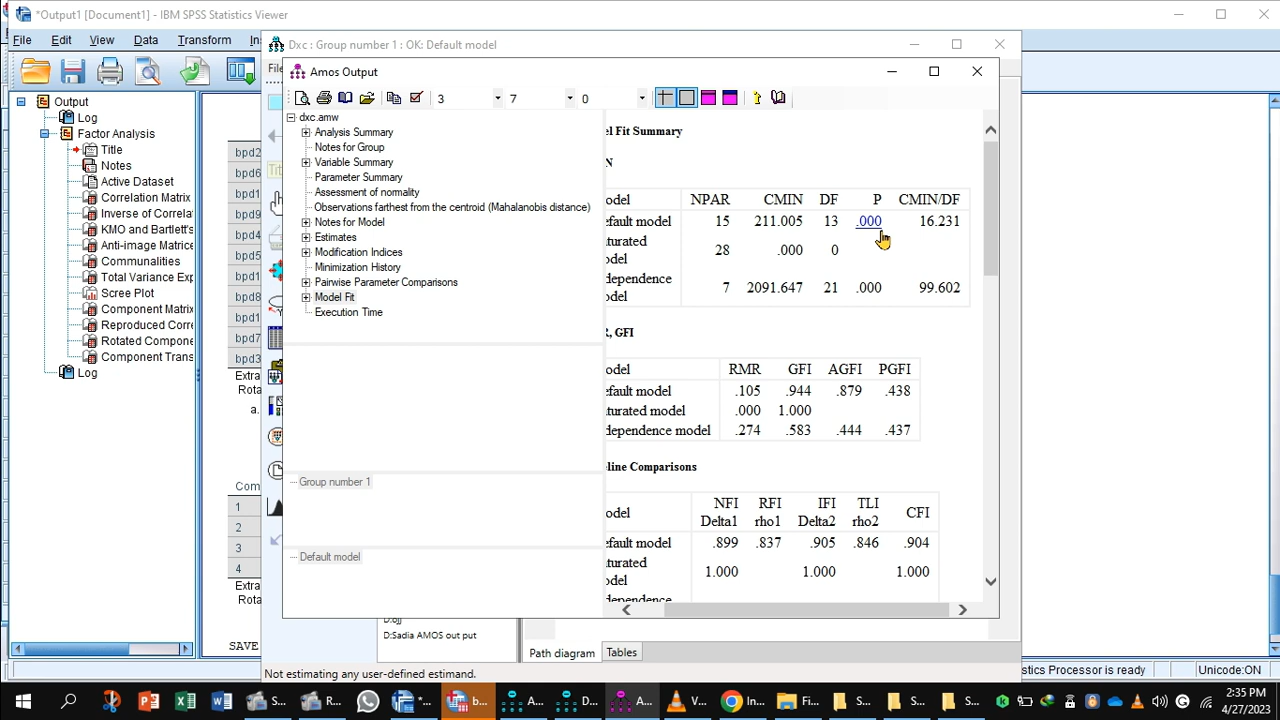 *Output1 [Document1] - IBM SPSS Statistics Viewer
File Edit View Data Transform
Output
Log
Factor Analysis
Title
Notes
Active Dataset
Correlation Matrix
Inverse of Correla
KMO and Bartlett's
Anti-image Matrice
Communalities
Total Variance Exp
Scree Plot
Component Matrix
Reproduced Corre
Rotated Compone
Component Trans
Log
bpd2
bpd6
bpd1
bpd9
bpd1
bpd5
bpd1
bpd8
bpd1
bpd7
bpd3
Extra
Rota
a.
Com
1
2
3
4
Extra
Rota
SAVE
Dxc : Group number 1 : OK: Default model
Amos Output
3 7 0
dxc.amw
Analysis Summary
Notes for Group
Variable Summary
Parameter Summary
Assessment of normality
Observations farthest from the centroid (Mahalanobis distance)
Notes for Model
Estimates
Modification Indices
Minimization History
Pairwise Parameter Comparisons
Model Fit
Execution Time
Group number 1
Default model
el Fit Summary
N
odel NPAR CMIN DF P CMIN/DF
efault model 15 211.005 13 .000 16.231
turated
odel 28 .000 0
dependence
model 7 2091.647 21 .000 99.602
R, GFI
odel RMR GFI AGFI PGFI
efault model .105 .944 .879 .438
turated model .000 1.000
dependence model .274 .583 .444 .437
eline Comparisons
odel NFI Delta1 RFI rho1 IFI Delta2 TLI rho2 CFI
efault model .899 .837 .905 .846 .904
turated
odel 1.000 1.000 1.000
dependence
D:Sadia AMOS out put
Path diagram Tables
Not estimating any user-defined estimand.
stics Processor is ready Unicode:ON
S... R... *... b... A... D... A... V... In... Fi... S... S... S...
2:35 PM
4/27/2023